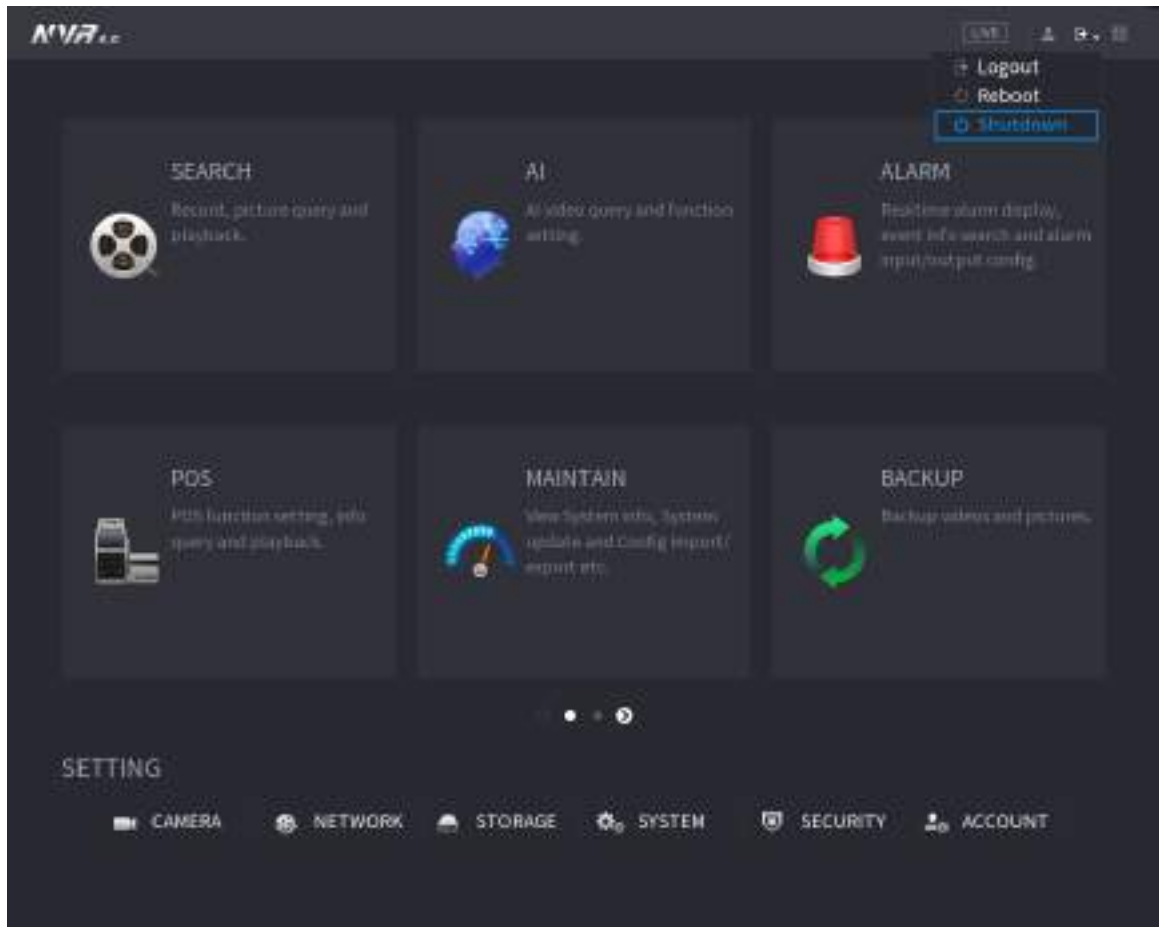 NVR 4.0
LIVE
Logout
Reboot
Shutdown
SEARCH
Record, picture query and
playback.
AI
AI video query and function
setting.
ALARM
Realtime alarm display,
event info search and alarm
input/output config.
POS
POS function setting, info
query and playback.
MAINTAIN
View System info, System
update and Config import/
export etc.
BACKUP
Backup videos and pictures.
SETTING
CAMERA
NETWORK
STORAGE
SYSTEM
SECURITY
ACCOUNT